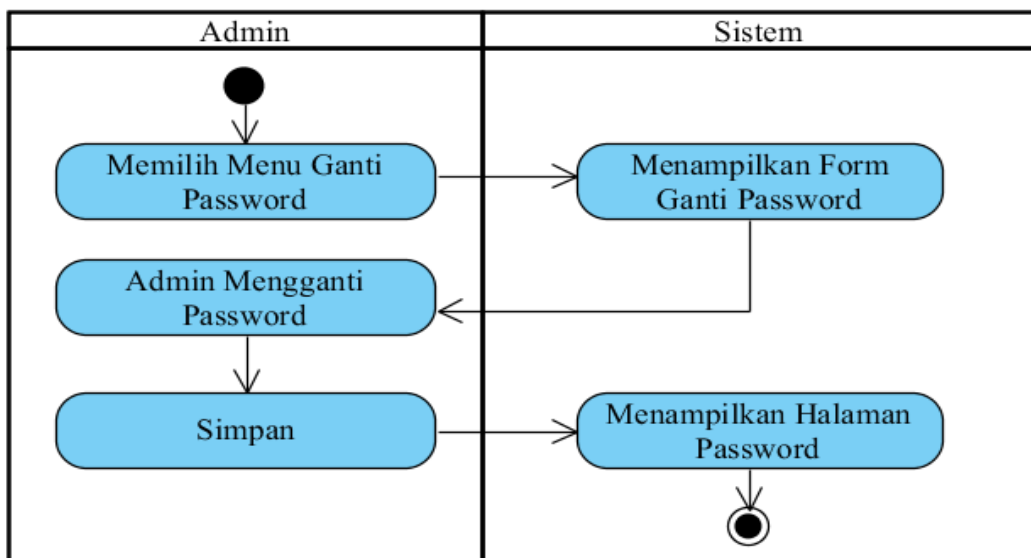 Admin
Sistem
Memilih Menu Ganti
Password
Menampilkan Form
Ganti Password
Admin Mengganti
Password
Simpan
Menampilkan Halaman
Password